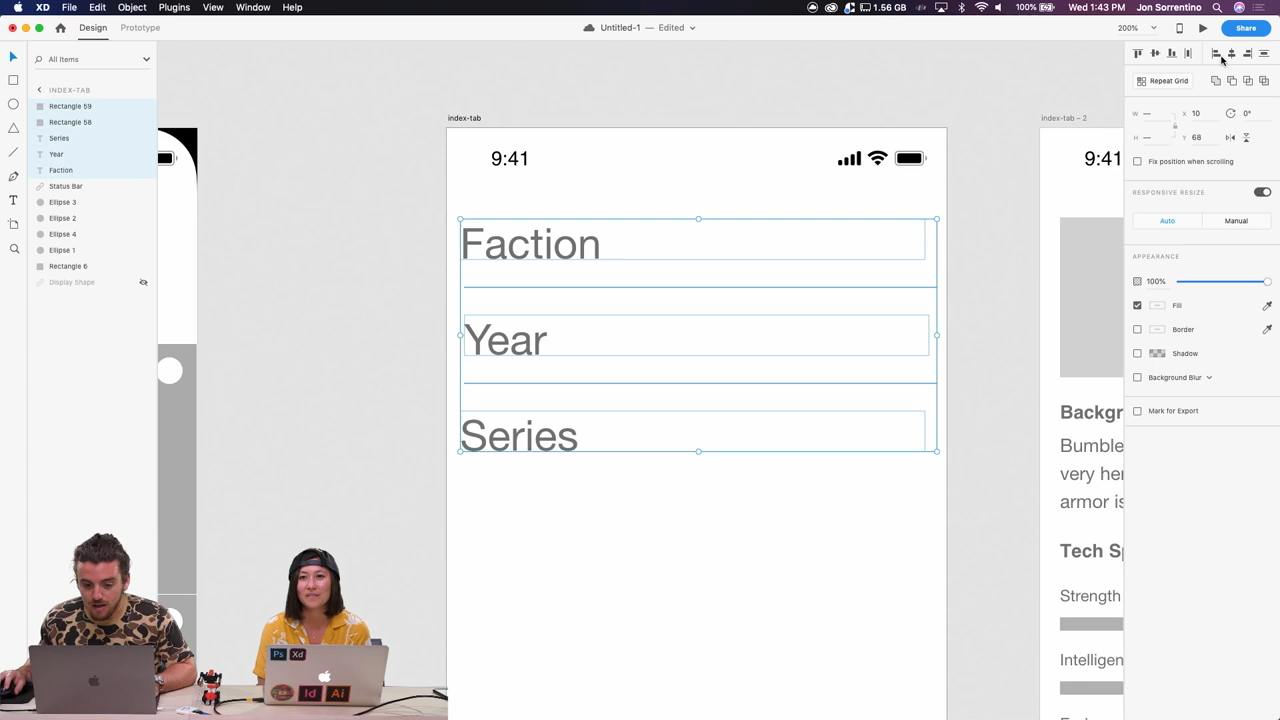 XD File Edit Object Plugins View Window Help
1.56 GB
100%
Wed 1:43 PM Jon Sorrentino
Design Prototype
Untitled-1 — Edited
200%
Share
All Items
INDEX-TAB
Rectangle 59
Rectangle 58
Series
Year
Faction
Status Bar
Ellipse 3
Ellipse 2
Ellipse 4
Ellipse 1
Rectangle 6
Display Shape
index-tab
9:41
Faction
Year
Series
index-tab – 2
9:41
Backgr
Bumble
very her
armor is
Tech Sp
Strength
Intelligen
Repeat Grid
W — X 10 0°
H — Y 68
Fix position when scrolling
RESPONSIVE RESIZE
Auto Manual
APPEARANCE
100%
Fill
Border
Shadow
Background Blur
Mark for Export
Ps Xd
Id Ai